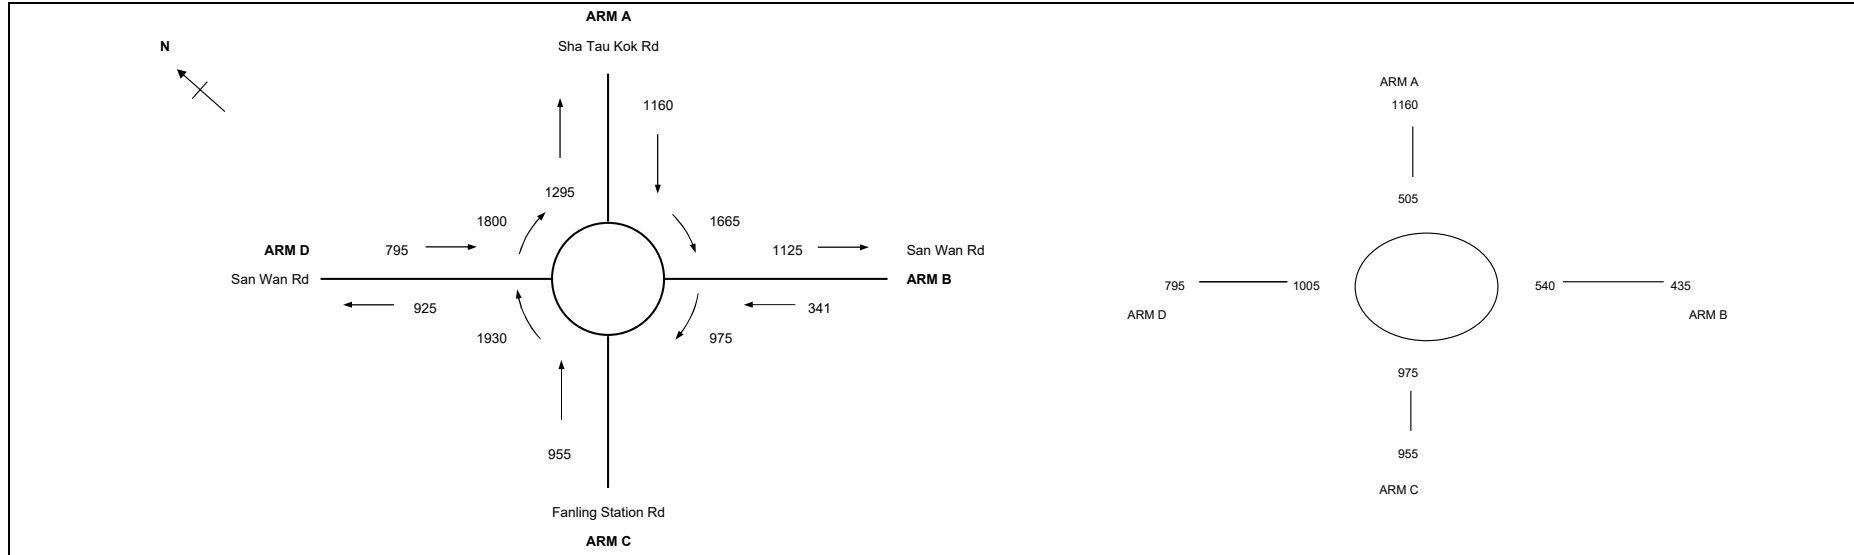 ARM A
N
Sha Tau Kok Rd
ARM A
1160
1160
1295
505
1800
1665
ARM D
795
1125
San Wan Rd
San Wan Rd
ARM B
795
1005
540
435
925
341
ARM D
ARM B
1930
975
975
955
955
ARM C
Fanling Station Rd
ARM C